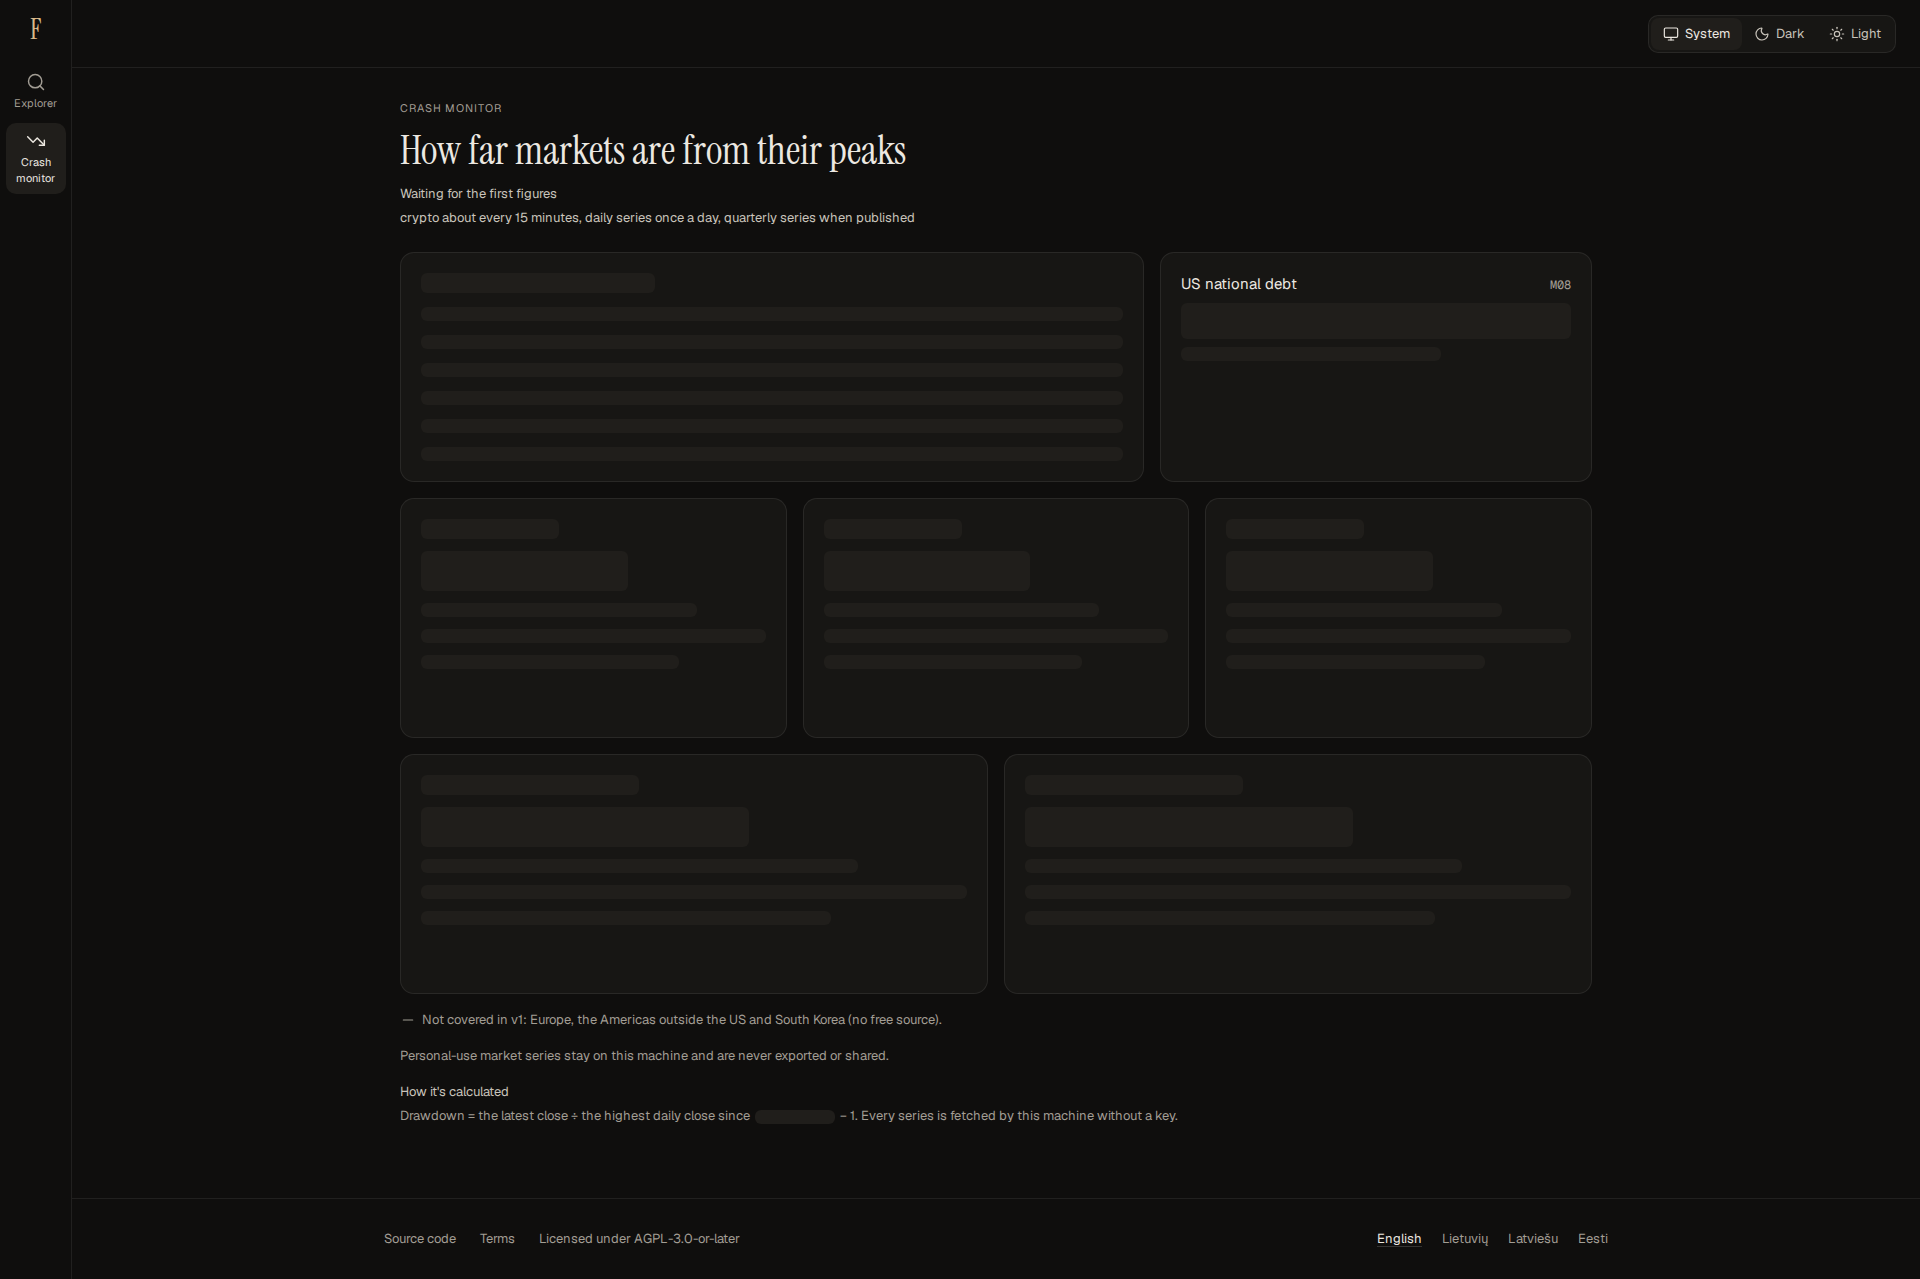 F
System
Dark
Light
Explorer
Crash
monitor
CRASH MONITOR
How far markets are from their peaks
Waiting for the first figures
crypto about every 15 minutes, daily series once a day, quarterly series when published
US national debt
M08
— Not covered in v1: Europe, the Americas outside the US and South Korea (no free source).
Personal-use market series stay on this machine and are never exported or shared.
How it's calculated
Drawdown = the latest close ÷ the highest daily close since − 1. Every series is fetched by this machine without a key.
Source code
Terms
Licensed under AGPL-3.0-or-later
English
Lietuvių
Latviešu
Eesti